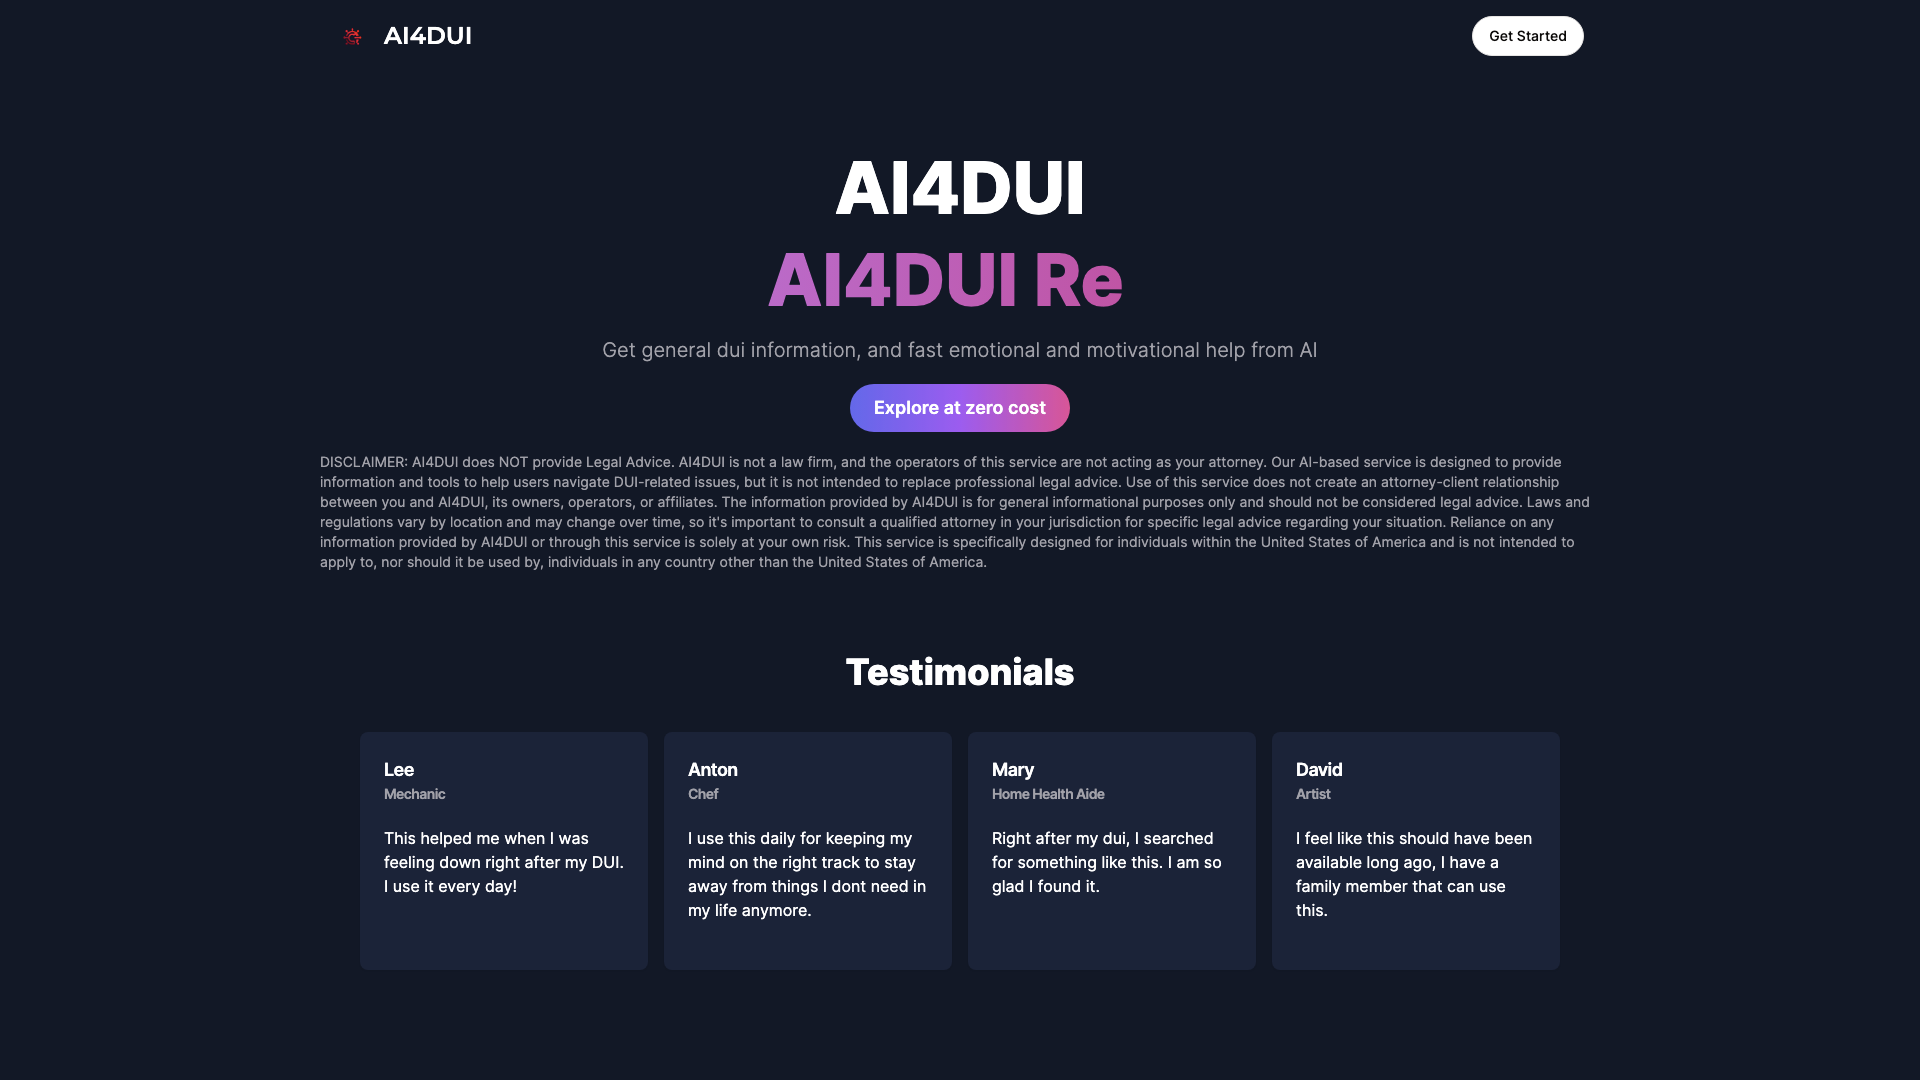 AI4DUI
Get Started
AI4DUI
AI4DUI Re
Get general dui information, and fast emotional and motivational help from AI
Explore at zero cost
DISCLAIMER: AI4DUI does NOT provide Legal Advice. AI4DUI is not a law firm, and the operators of this service are not acting as your attorney. Our AI-based service is designed to provide
information and tools to help users navigate DUI-related issues, but it is not intended to replace professional legal advice. Use of this service does not create an attorney-client relationship
between you and AI4DUI, its owners, operators, or affiliates. The information provided by AI4DUI is for general informational purposes only and should not be considered legal advice. Laws and
regulations vary by location and may change over time, so it's important to consult a qualified attorney in your jurisdiction for specific legal advice regarding your situation. Reliance on any
information provided by AI4DUI or through this service is solely at your own risk. This service is specifically designed for individuals within the United States of America and is not intended to
apply to, nor should it be used by, individuals in any country other than the United States of America.
Testimonials
Lee
Mechanic
This helped me when I was
feeling down right after my DUI.
I use it every day!
Anton
Chef
I use this daily for keeping my
mind on the right track to stay
away from things I dont need in
my life anymore.
Mary
Home Health Aide
Right after my dui, I searched
for something like this. I am so
glad I found it.
David
Artist
I feel like this should have been
available long ago, I have a
family member that can use
this.